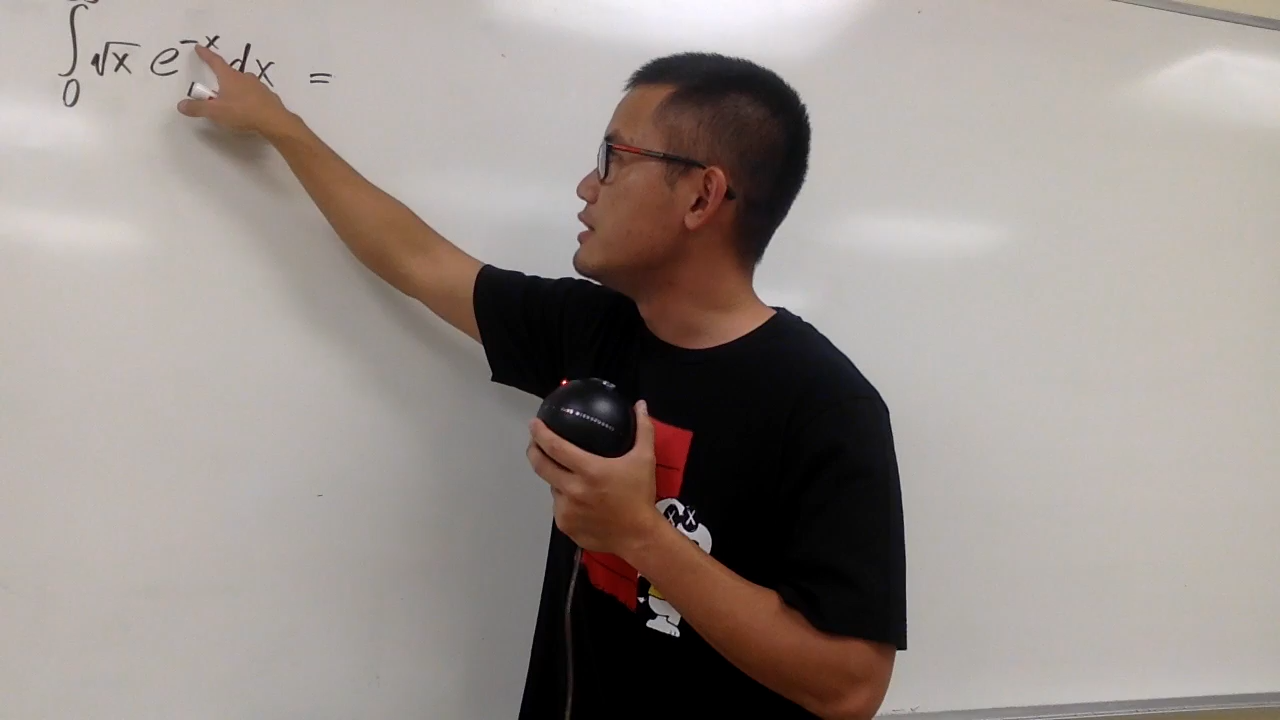 ∫₀ √x e⁻ˣ dx =